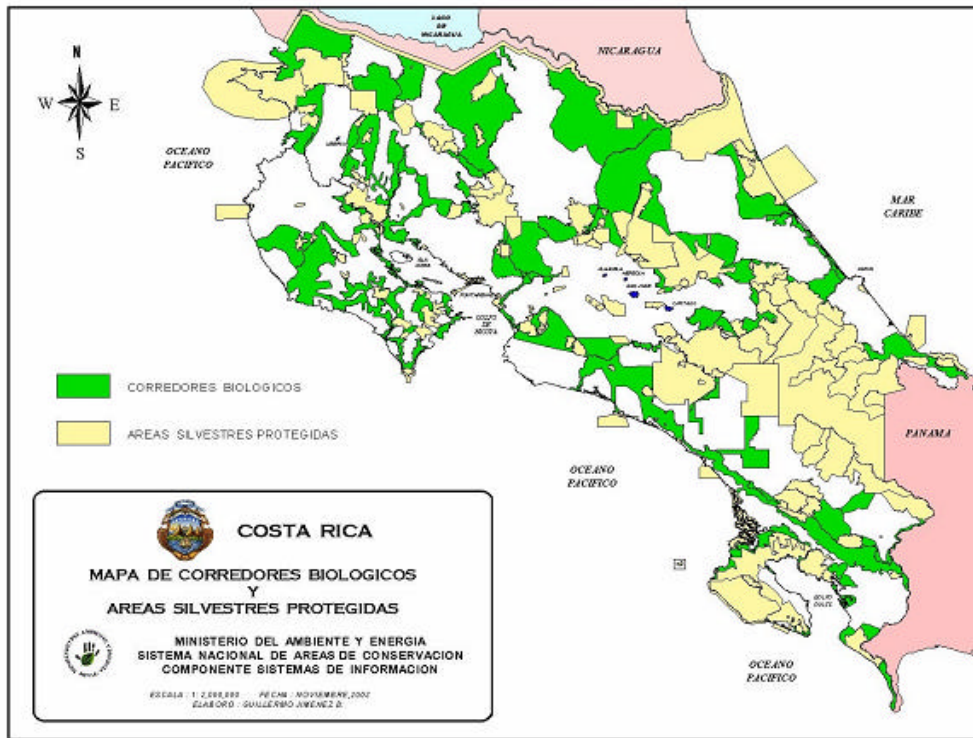 LAGO
DE
NICARAGUA
NICARAGUA
N
W E
S
OCEANO
PACIFICO
MAR
CARIBE
GOLFO
DE
NICOYA
CORREDORES BIOLOGICOS
AREAS SILVESTRES PROTEGIDAS
PANAMA
OCEANO
PACIFICO
GOLFO
DULCE
OCEANO
PACIFICO
COSTA RICA
MAPA DE CORREDORES BIOLOGICOS
Y
AREAS SILVESTRES PROTEGIDAS
MINISTERIO DEL AMBIENTE Y ENERGIA
SISTEMA NACIONAL DE AREAS DE CONSERVACION
COMPONENTE SISTEMAS DE INFORMACION
ESCALA : 1: 2,000,000 FECHA : NOVIEMBRE,2002
ELABORO : GUILLERMO JIMENEZ B.